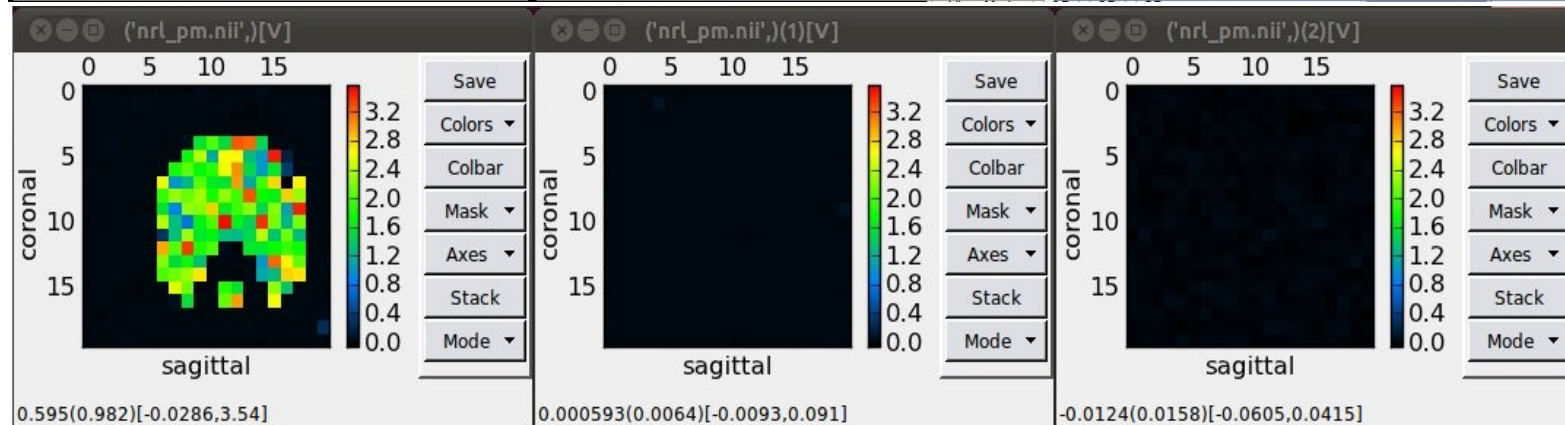 ('nrl_pm.nii',)[V]
0 5 10 15
0
5
10
15
coronal
sagittal
3.2
2.8
2.4
2.0
1.6
1.2
0.8
0.4
0.0
Save
Colors
Colbar
Mask
Axes
Stack
Mode
0.595(0.982)[-0.0286,3.54]
('nrl_pm.nii',)(1)[V]
0 5 10 15
0
5
10
15
coronal
sagittal
3.2
2.8
2.4
2.0
1.6
1.2
0.8
0.4
0.0
Save
Colors
Colbar
Mask
Axes
Stack
Mode
0.000593(0.0064)[-0.0093,0.091]
('nrl_pm.nii',)(2)[V]
0 5 10 15
0
5
10
15
coronal
sagittal
3.2
2.8
2.4
2.0
1.6
1.2
0.8
0.4
0.0
Save
Colors
Colbar
Mask
Axes
Stack
Mode
-0.0124(0.0158)[-0.0605,0.0415]